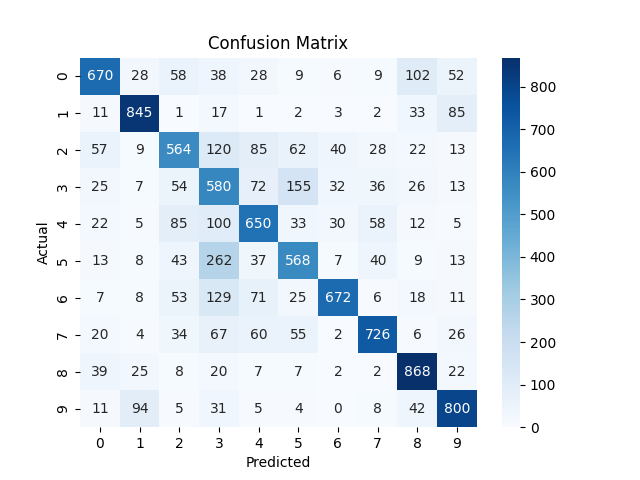 Confusion Matrix
0 670 28 58 38 28 9 6 9 102 52
1 11 845 1 17 1 2 3 2 33 85
2 57 9 564 120 85 62 40 28 22 13
3 25 7 54 580 72 155 32 36 26 13
4 22 5 85 100 650 33 30 58 12 5
5 13 8 43 262 37 568 7 40 9 13
6 7 8 53 129 71 25 672 6 18 11
7 20 4 34 67 60 55 2 726 6 26
8 39 25 8 20 7 7 2 2 868 22
9 11 94 5 31 5 4 0 8 42 800
0 1 2 3 4 5 6 7 8 9
Predicted
Actual
800
700
600
500
400
300
200
100
0